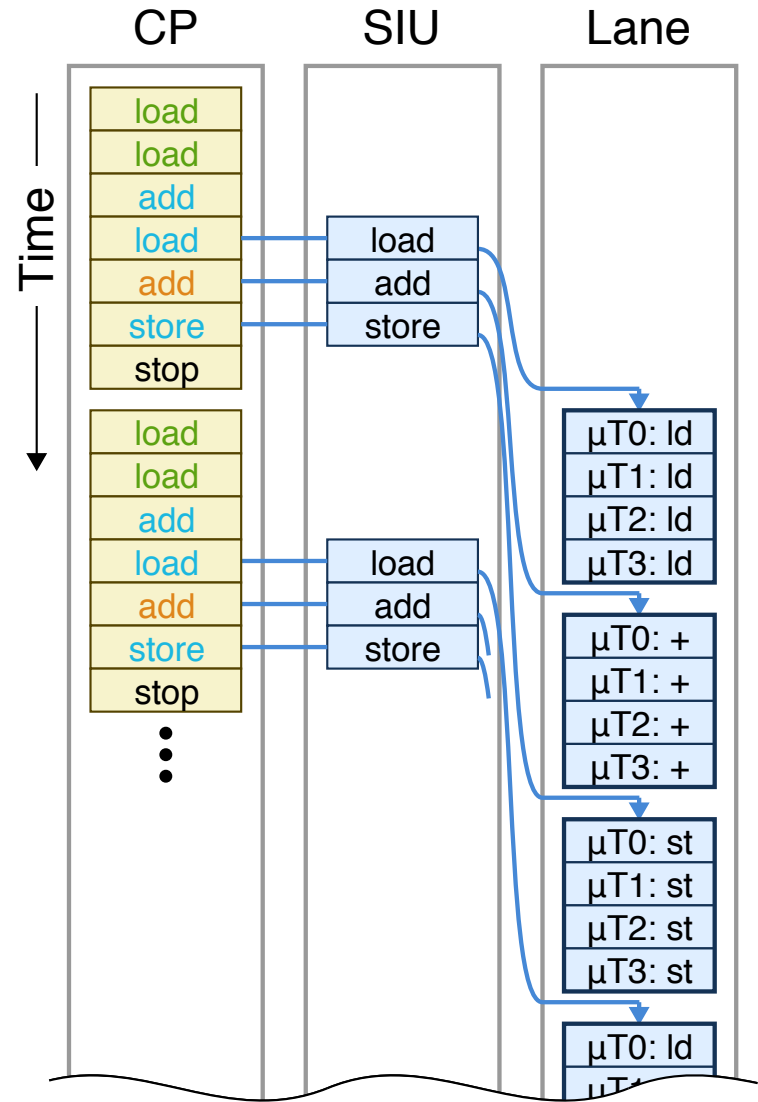 CP
SIU
Lane
Time
load
load
add
load
add
store
stop
load
load
add
load
add
store
stop
load
add
store
load
add
store
µT0: ld
µT1: ld
µT2: ld
µT3: ld
µT0: +
µT1: +
µT2: +
µT3: +
µT0: st
µT1: st
µT2: st
µT3: st
µT0: ld